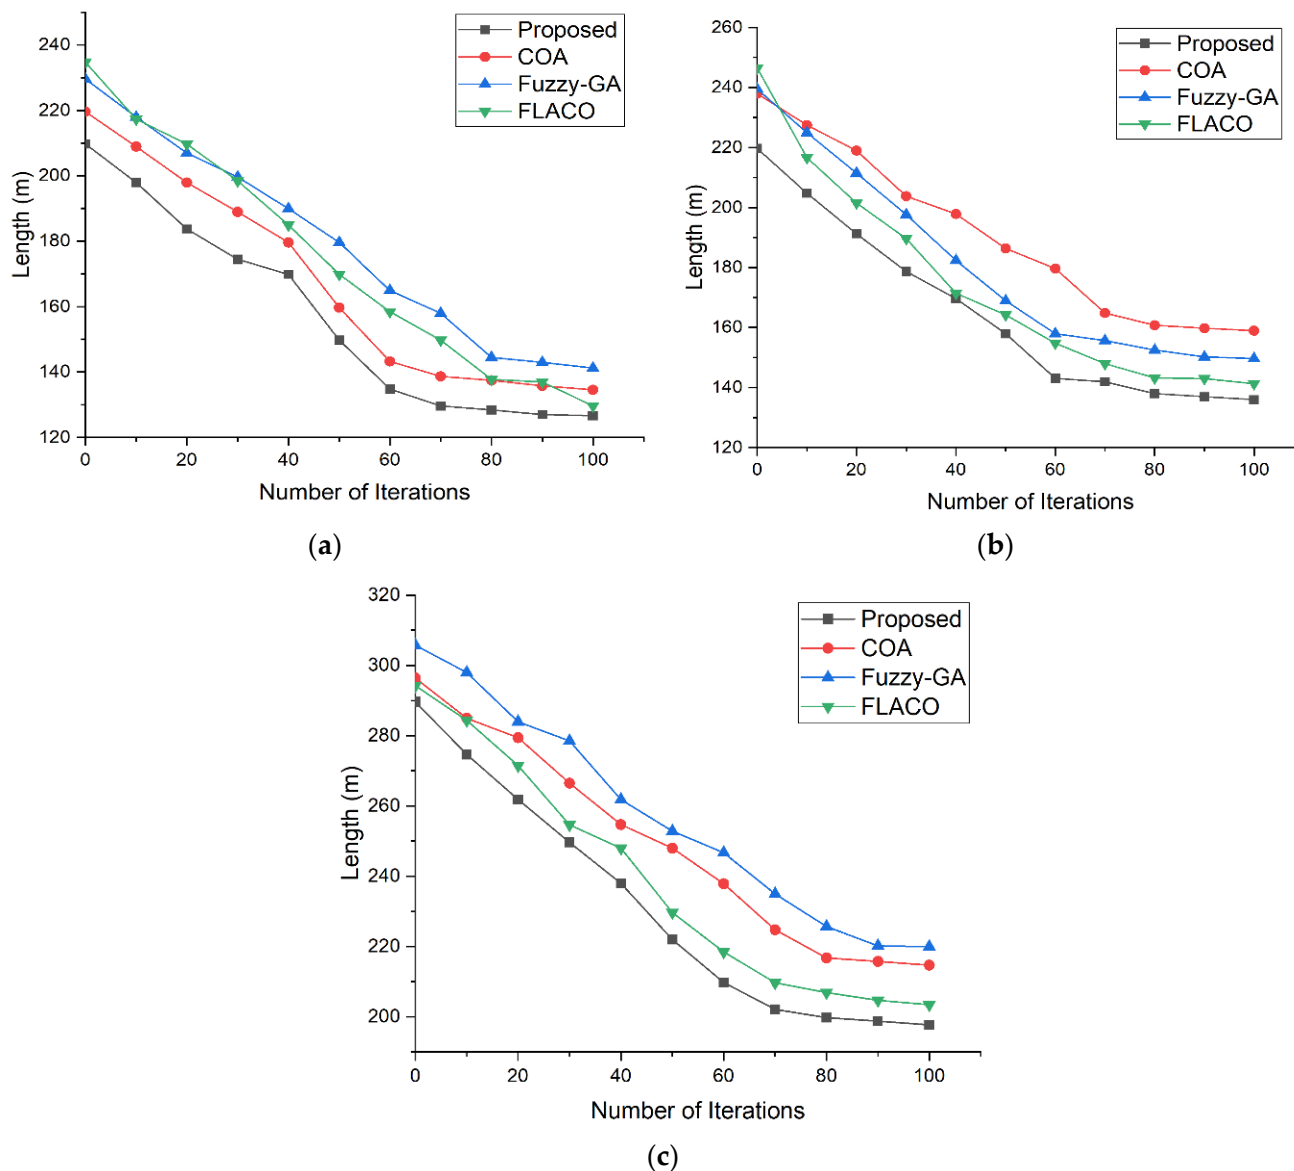 Proposed
COA
Fuzzy-GA
FLACO
240
220
200
180
160
140
120
Length (m)
0 20 40 60 80 100
Number of Iterations
(a)
Proposed
COA
Fuzzy-GA
FLACO
260
240
220
200
180
160
140
120
Length (m)
0 20 40 60 80 100
Number of Iterations
(b)
Proposed
COA
Fuzzy-GA
FLACO
320
300
280
260
240
220
200
Length (m)
0 20 40 60 80 100
Number of Iterations
(c)